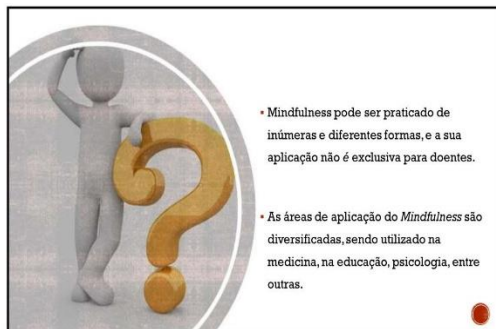 ▪ Mindfulness pode ser praticado de
inúmeras e diferentes formas, e a sua
aplicação não é exclusiva para doentes.
▪ As áreas de aplicação do Mindfulness são
diversificadas, sendo utilizado na
medicina, na educação, psicologia, entre
outras.